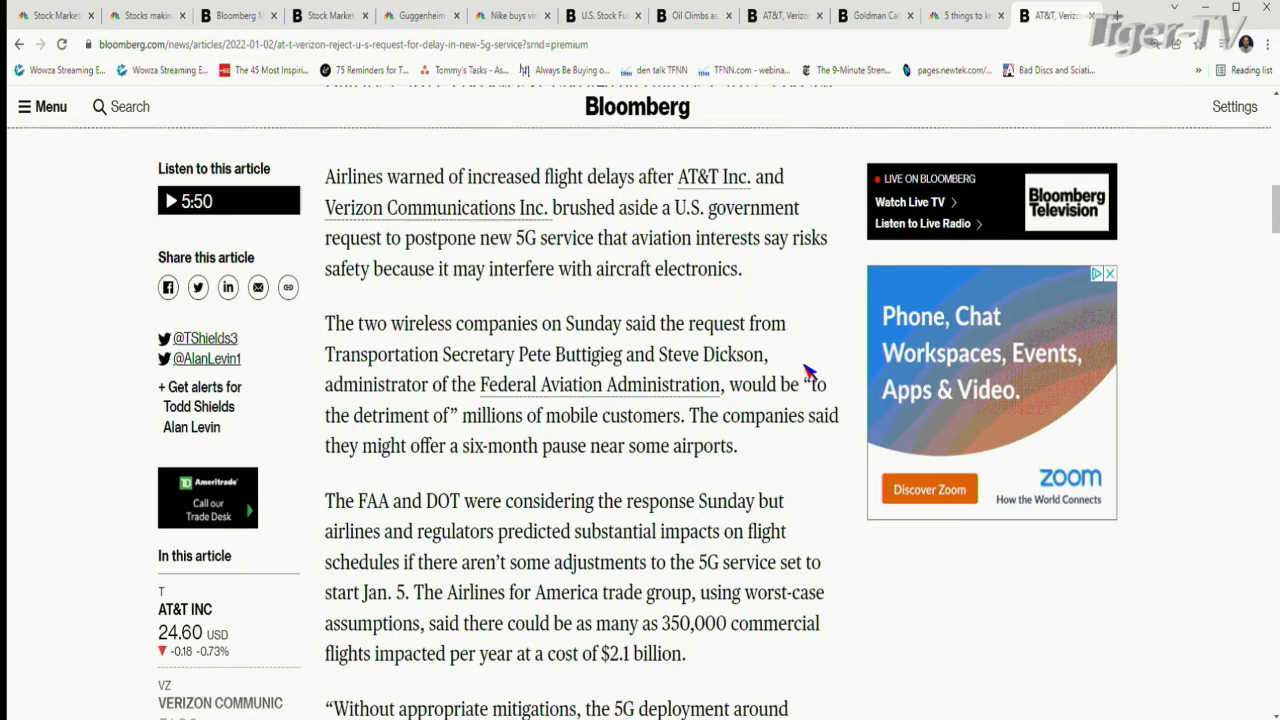 Stock Market
Stocks makin
Bloomberg M
Stock Market
Guggenheim
Nike buys vir
U.S. Stock Fu
Oil Climbs as
AT&T, Verizo
Goldman Cal
5 things to k
AT&T, Verizo
Tiger-TV
bloomberg.com/news/articles/2022-01-02/at-t-verizon-reject-u-s-request-for-delay-in-new-5g-service?srnd=premium
Wowza Streaming E...
Wowza Streaming E...
The 45 Most Inspiri...
75 Reminders for T...
Tommy's Tasks - As...
Always Be Buying o...
den talk TFNN
TFNN.com - webina...
The 9-Minute Stren...
pages.newtek.com/...
Bad Discs and Sciati...
»
Reading list
Menu
Search
Bloomberg
Settings
Listen to this article
5:50
Share this article
@TShields3
@AlanLevin1
+ Get alerts for
Todd Shields
Alan Levin
TD Ameritrade
Call our
Trade Desk
In this article
T
AT&T INC
24.60 USD
-0.18 -0.73%
VZ
VERIZON COMMUNIC
Airlines warned of increased flight delays after AT&T Inc. and
Verizon Communications Inc. brushed aside a U.S. government
request to postpone new 5G service that aviation interests say risks
safety because it may interfere with aircraft electronics.
The two wireless companies on Sunday said the request from
Transportation Secretary Pete Buttigieg and Steve Dickson,
administrator of the Federal Aviation Administration, would be “to
the detriment of” millions of mobile customers. The companies said
they might offer a six-month pause near some airports.
The FAA and DOT were considering the response Sunday but
airlines and regulators predicted substantial impacts on flight
schedules if there aren’t some adjustments to the 5G service set to
start Jan. 5. The Airlines for America trade group, using worst-case
assumptions, said there could be as many as 350,000 commercial
flights impacted per year at a cost of $2.1 billion.
“Without appropriate mitigations, the 5G deployment around
LIVE ON BLOOMBERG
Watch Live TV
Listen to Live Radio
Bloomberg
Television
Phone, Chat
Workspaces, Events,
Apps & Video.
Discover Zoom
zoom
How the World Connects